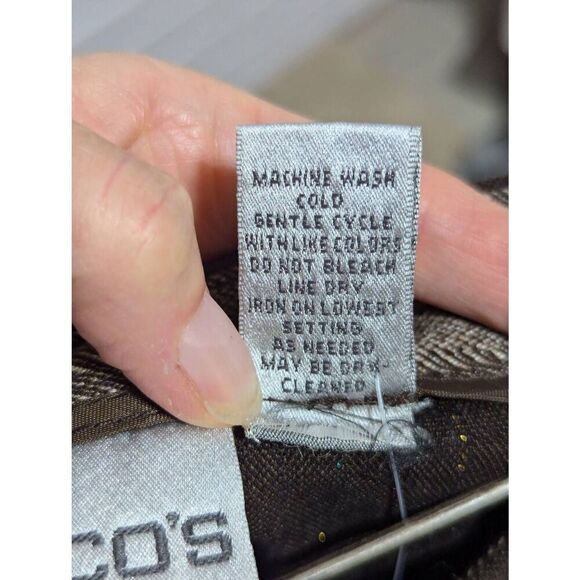 MACHINE WASH
COLD
GENTLE CYCLE
WITH LIKE COLORS
DO NOT BLEACH
LINE DRY
IRON ON LOWEST
SETTING
AS NEEDED
MAY BE DRY-
CLEANED
CO'S